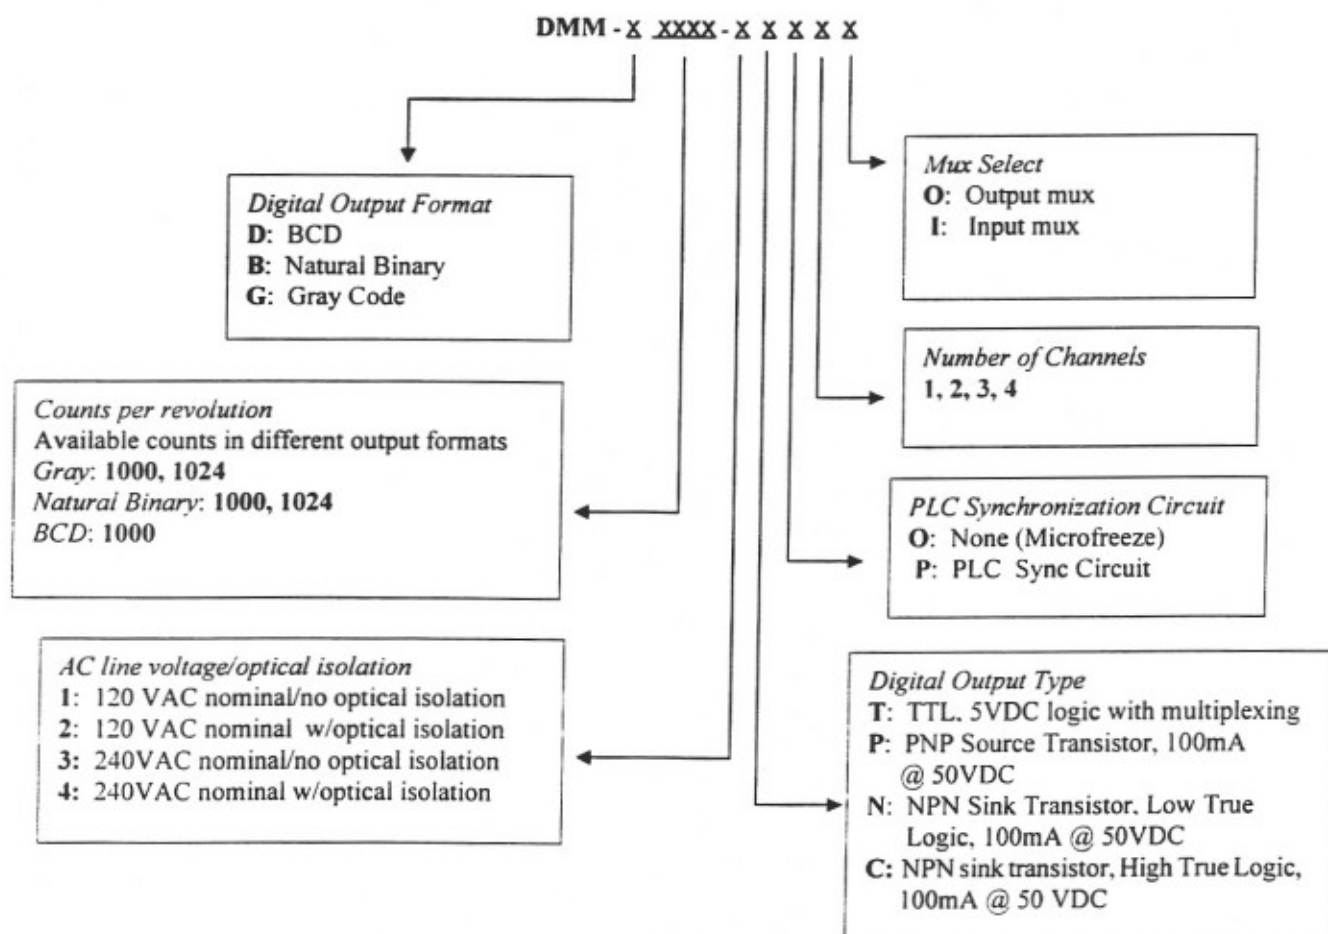 DMM - X XXXX - X X X X X
Digital Output Format
D: BCD
B: Natural Binary
G: Gray Code
Counts per revolution
Available counts in different output formats
Gray: 1000, 1024
Natural Binary: 1000, 1024
BCD: 1000
AC line voltage/optical isolation
1: 120 VAC nominal/no optical isolation
2: 120 VAC nominal w/optical isolation
3: 240VAC nominal/no optical isolation
4: 240VAC nominal w/optical isolation
Mux Select
O: Output mux
I: Input mux
Number of Channels
1, 2, 3, 4
PLC Synchronization Circuit
O: None (Microfreeze)
P: PLC Sync Circuit
Digital Output Type
T: TTL, 5VDC logic with multiplexing
P: PNP Source Transistor, 100mA
@ 50VDC
N: NPN Sink Transistor, Low True
Logic, 100mA @ 50VDC
C: NPN sink transistor, High True Logic,
100mA @ 50 VDC